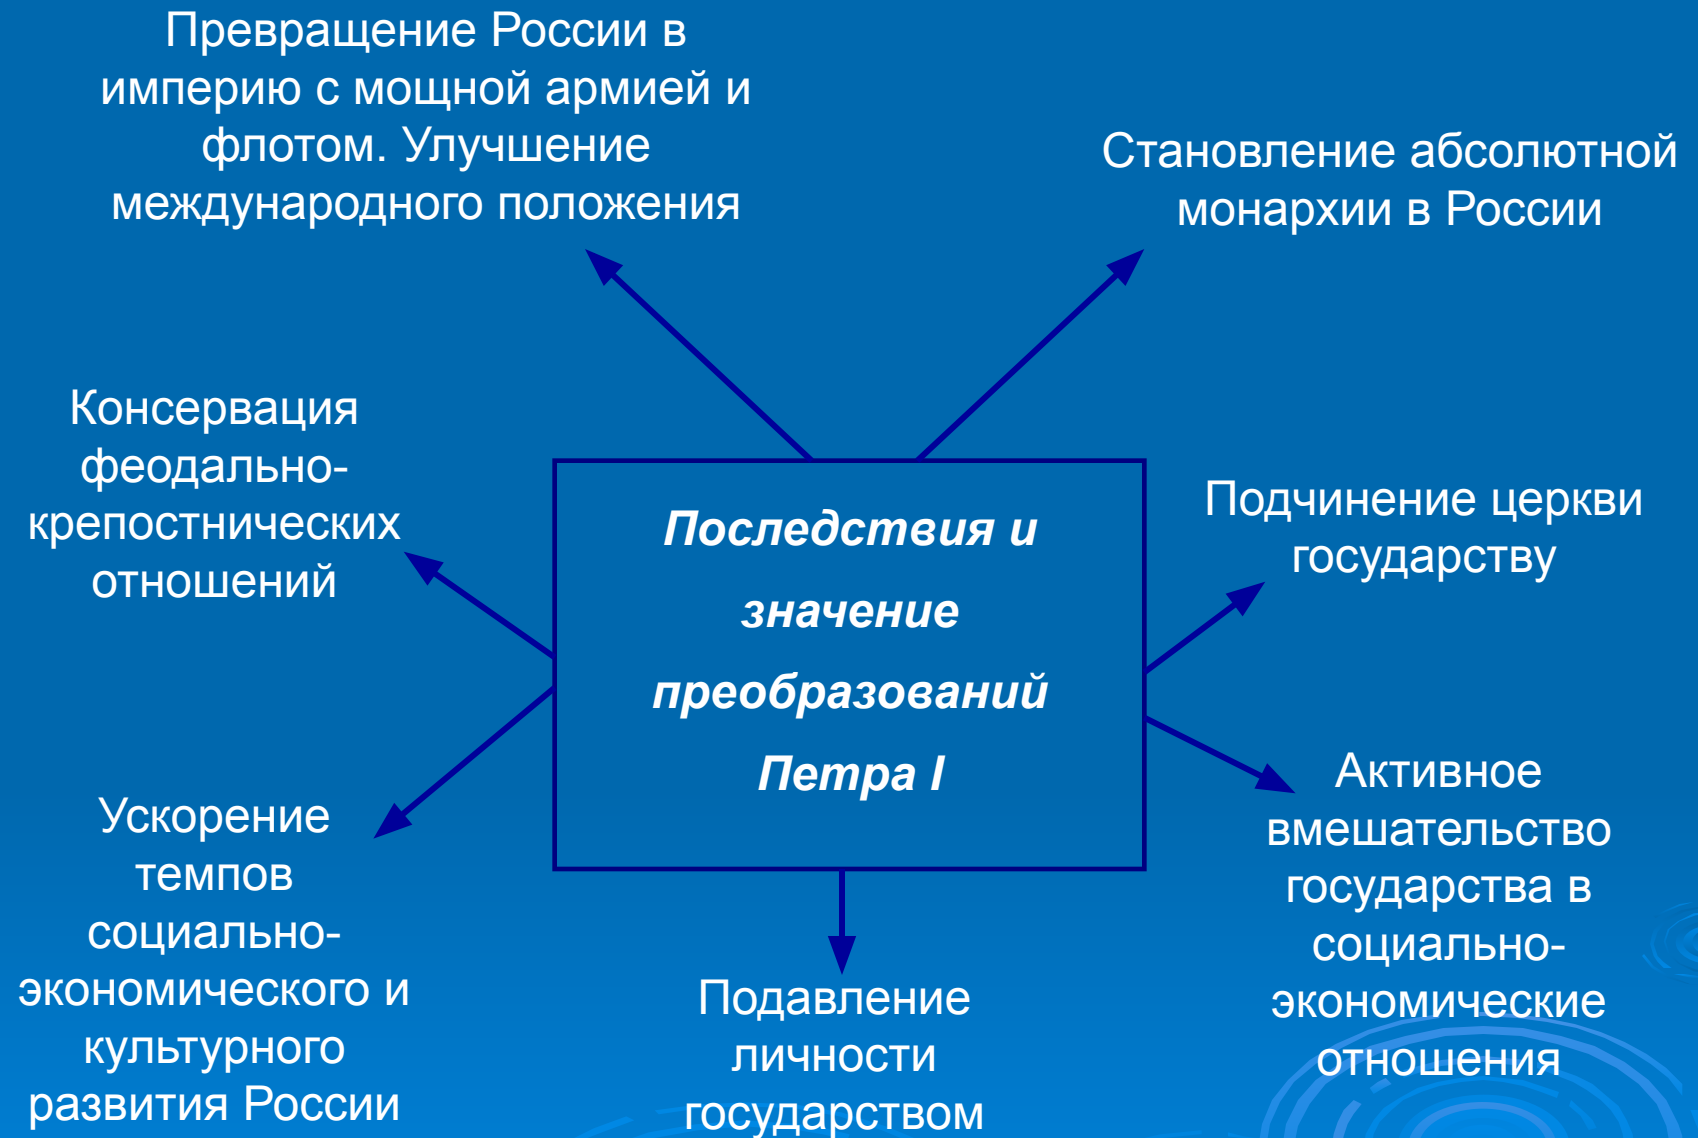 Превращение России в
империю с мощной армией и
флотом. Улучшение
международного положения
Становление абсолютной
монархии в России
Консервация
феодально-
крепостнических
отношений
Последствия и
значение
преобразований
Петра I
Подчинение церкви
государству
Ускорение
темпов
социально-
экономического и
культурного
развития России
Подавление
личности
государством
Активное
вмешательство
государства в
социально-
экономические
отношения